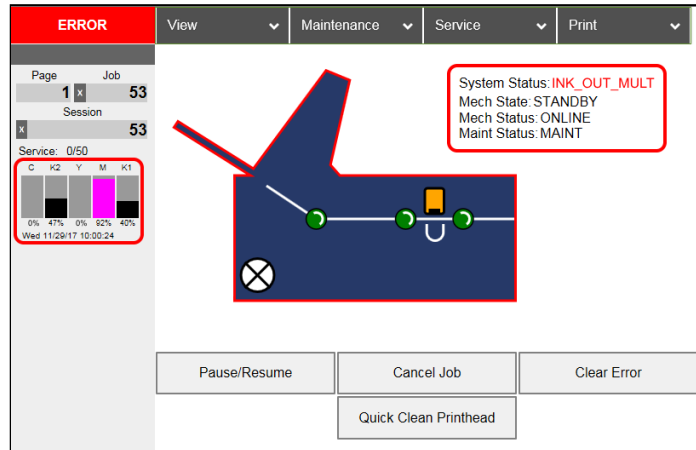 ERROR
View
Maintenance
Service
Print
Page Job
1 x 53
Session
x 53
Service: 0/50
C K2 Y M K1
0% 47% 0% 92% 40%
Wed 11/29/17 10:00:24
System Status: INK_OUT_MULT
Mech State: STANDBY
Mech Status: ONLINE
Maint Status: MAINT
Pause/Resume
Cancel Job
Clear Error
Quick Clean Printhead